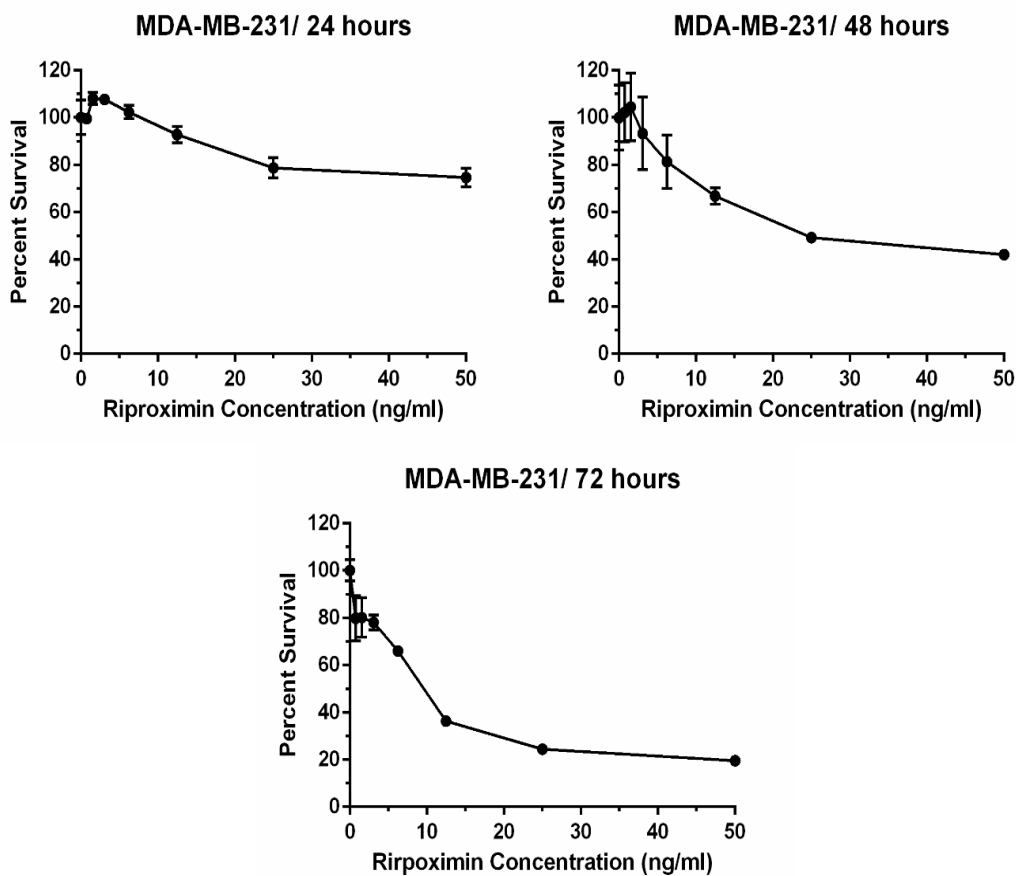 MDA-MB-231/ 24 hours
120
100
80
60
40
20
0
Percent Survival
0 10 20 30 40 50
Riproximin Concentration (ng/ml)
MDA-MB-231/ 48 hours
120
100
80
60
40
20
0
Percent Survival
0 10 20 30 40 50
Riproximin Concentration (ng/ml)
MDA-MB-231/ 72 hours
120
100
80
60
40
20
0
Percent Survival
0 10 20 30 40 50
Rirpoximin Concentration (ng/ml)